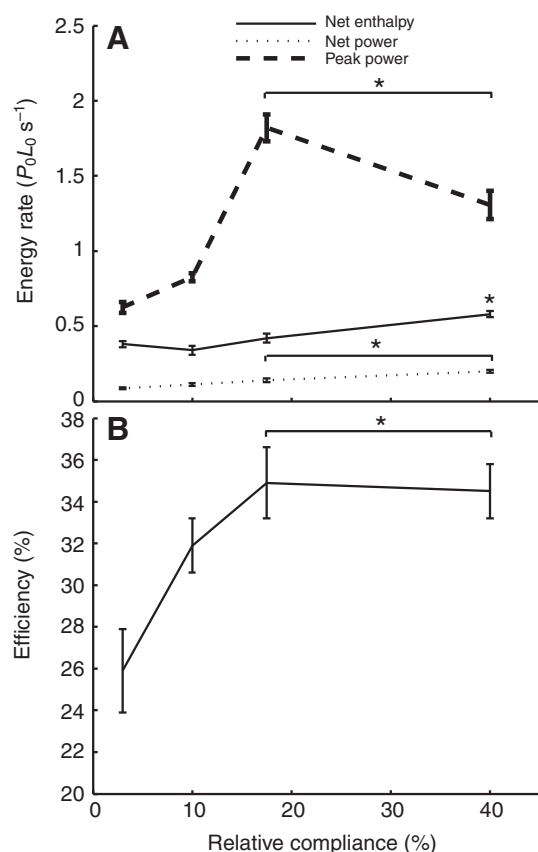 A
Net enthalpy
Net power
Peak power
2.5
2
1.5
1
0.5
0
Energy rate (P₀L₀ s⁻¹)
*
*
*
B
38
36
34
32
30
28
26
24
22
20
Efficiency (%)
*
0 10 20 30 40
Relative compliance (%)